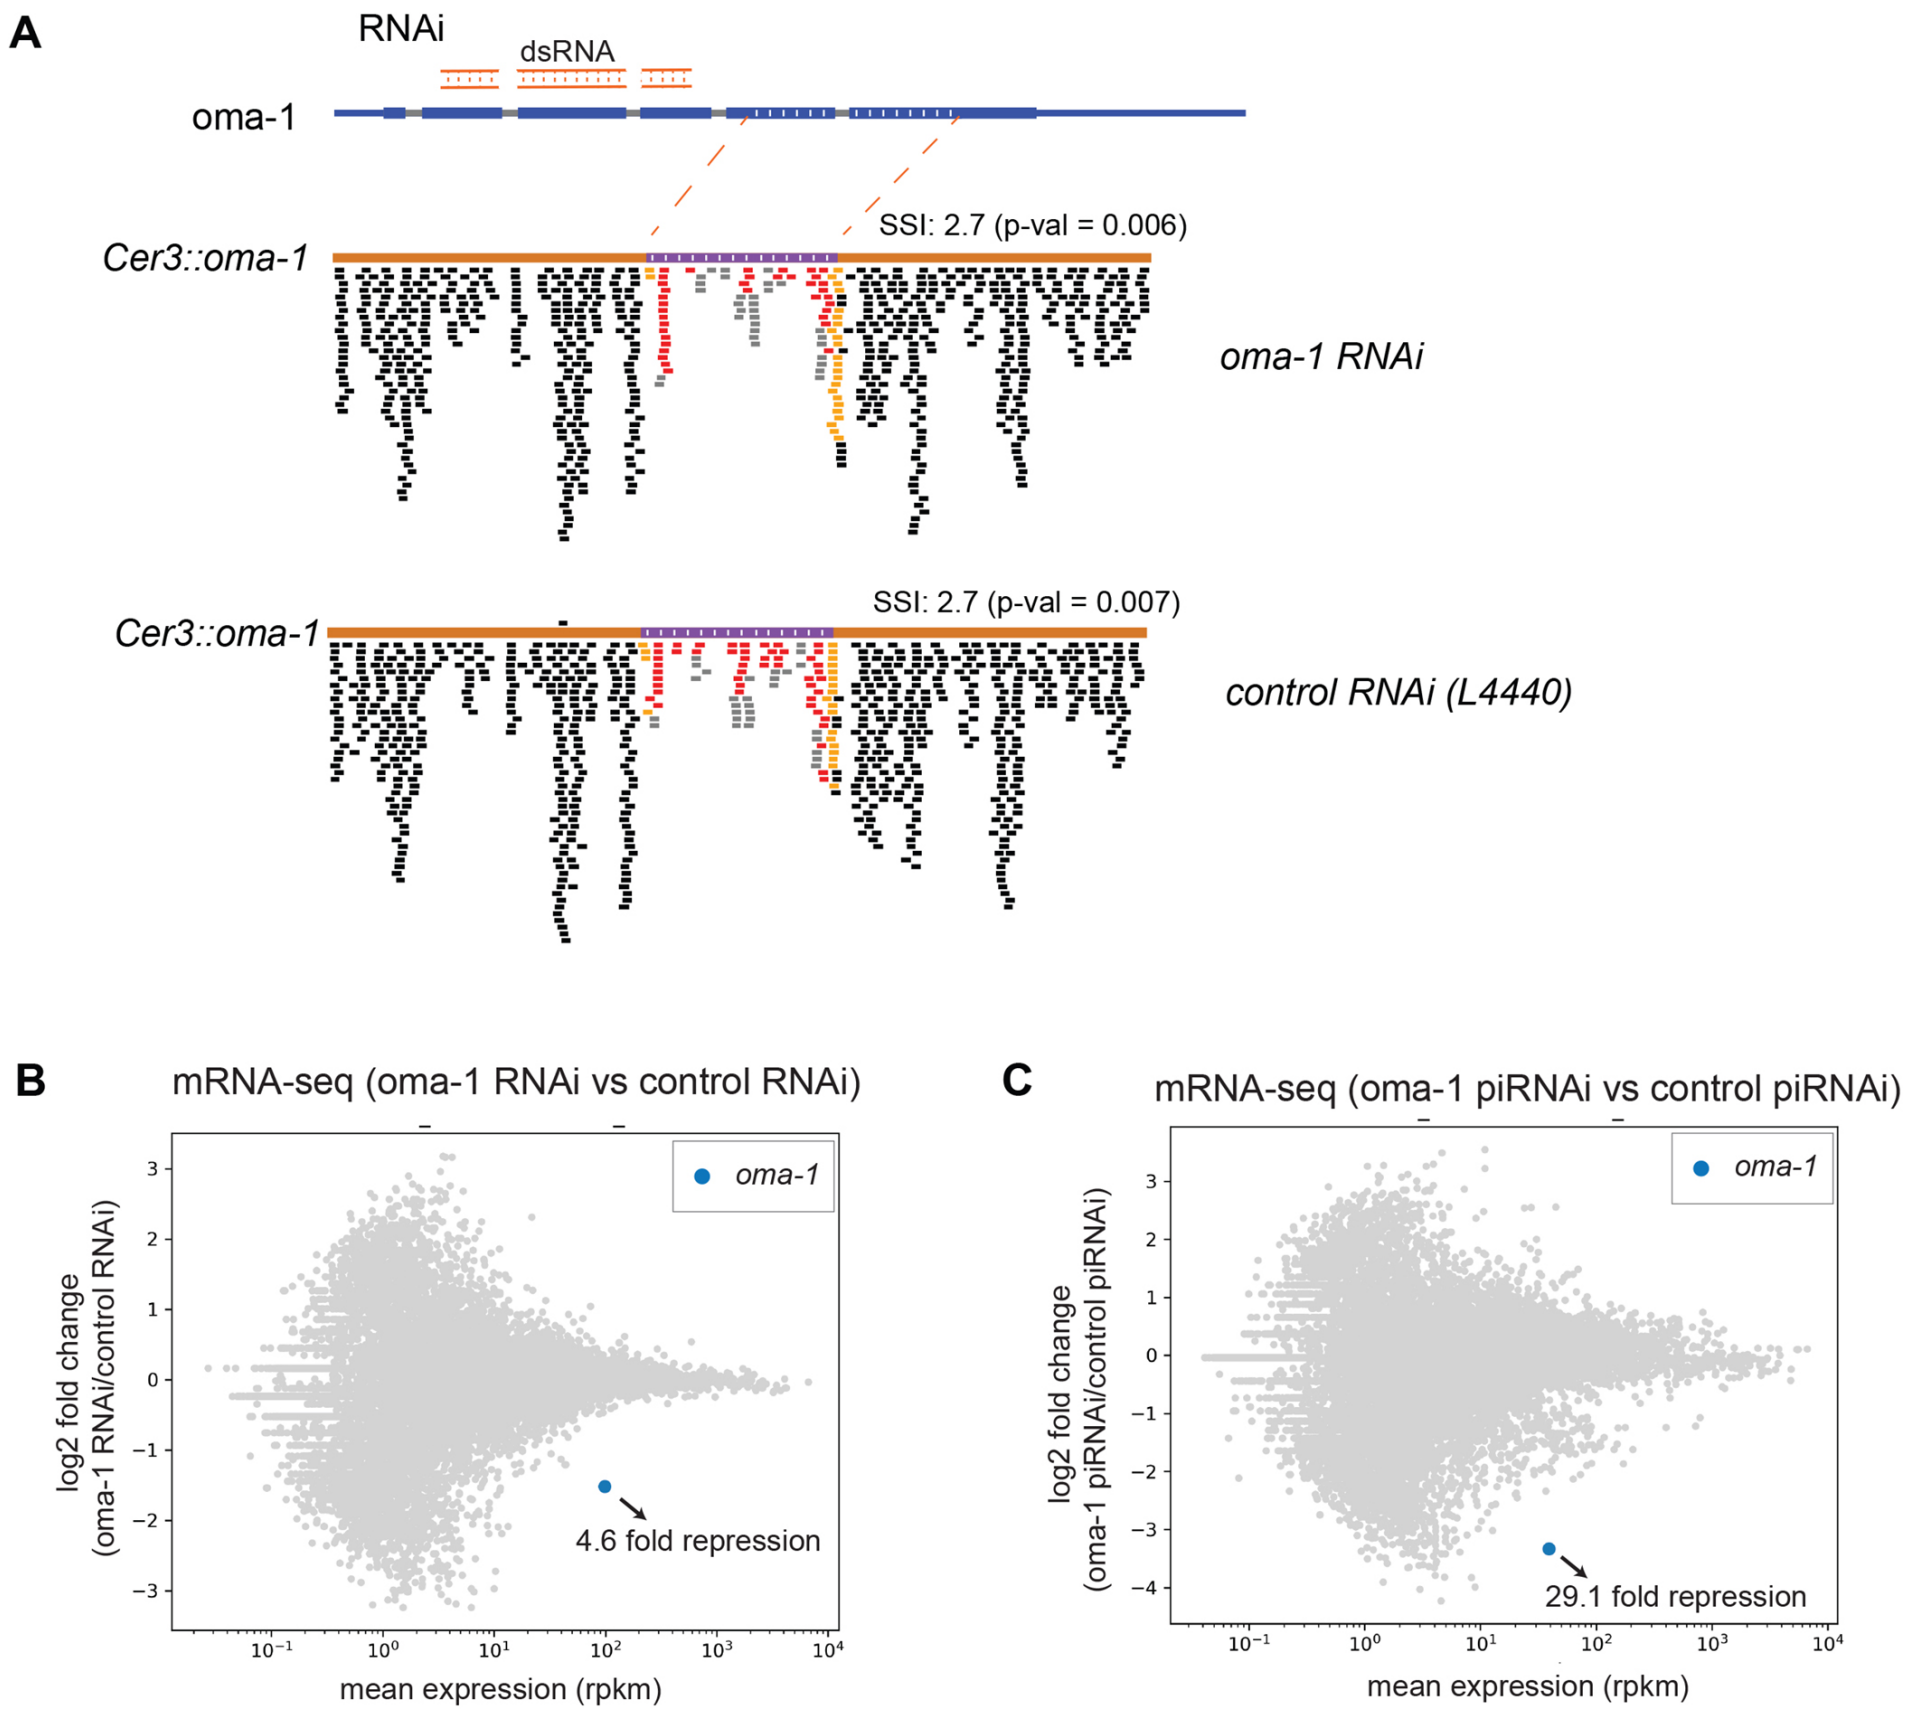 A
RNAi
dsRNA
oma-1
SSI: 2.7 (p-val = 0.006)
Cer3::oma-1
oma-1 RNAi
SSI: 2.7 (p-val = 0.007)
Cer3::oma-1
control RNAi (L4440)
B
mRNA-seq (oma-1 RNAi vs control RNAi)
oma-1
3
2
1
0
−1
−2
−3
log2 fold change
(oma-1 RNAi/control RNAi)
4.6 fold repression
10⁻¹ 10⁰ 10¹ 10² 10³ 10⁴
mean expression (rpkm)
C
mRNA-seq (oma-1 piRNAi vs control piRNAi)
oma-1
3
2
1
0
−1
−2
−3
−4
log2 fold change
(oma-1 piRNAi/control piRNAi)
29.1 fold repression
10⁻¹ 10⁰ 10¹ 10² 10³ 10⁴
mean expression (rpkm)